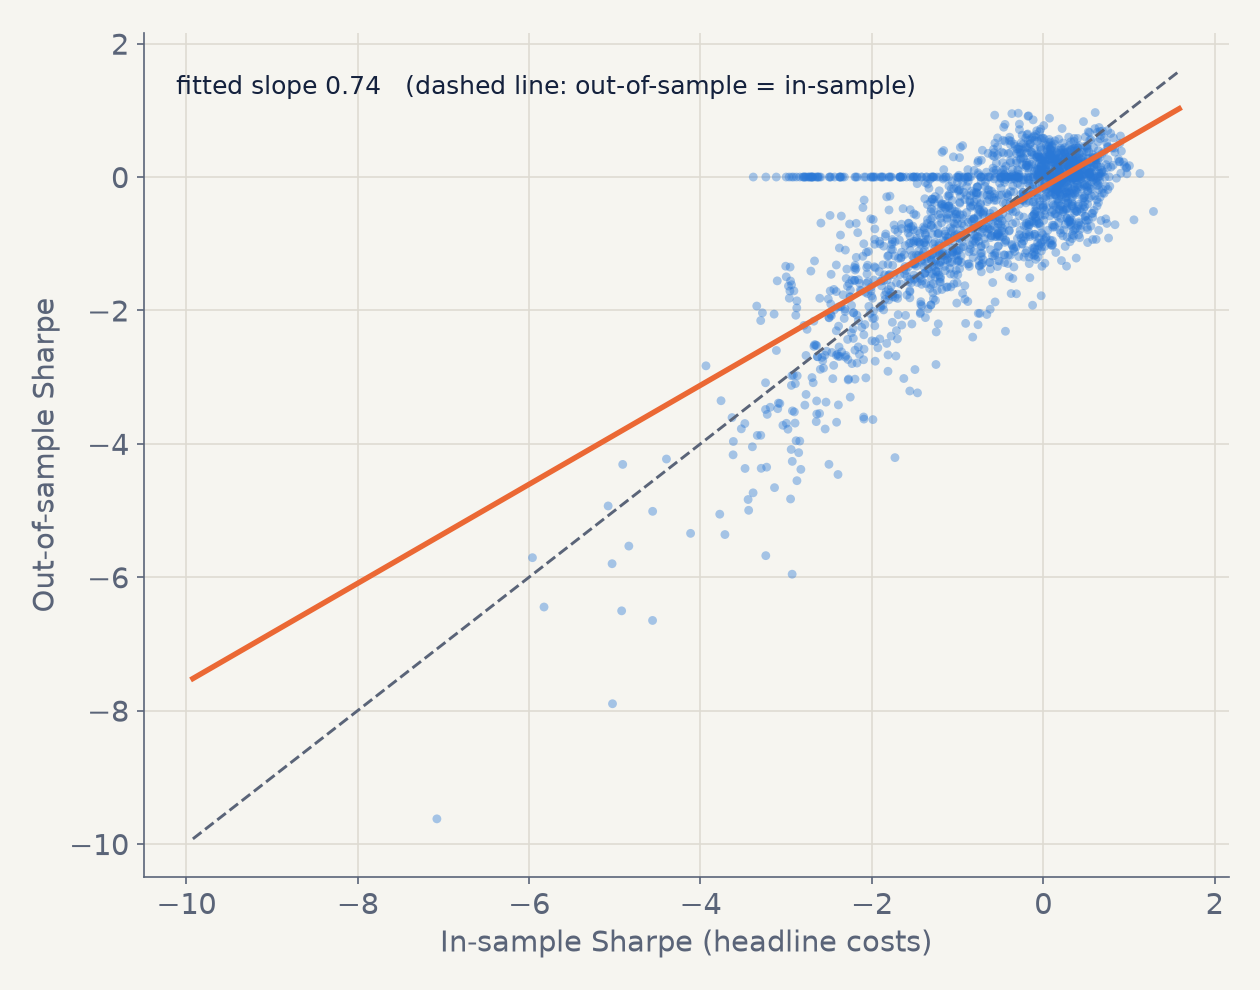 fitted slope 0.74   (dashed line: out-of-sample = in-sample)
Out-of-sample Sharpe
2
0
−2
−4
−6
−8
−10
−10 −8 −6 −4 −2 0 2
In-sample Sharpe (headline costs)